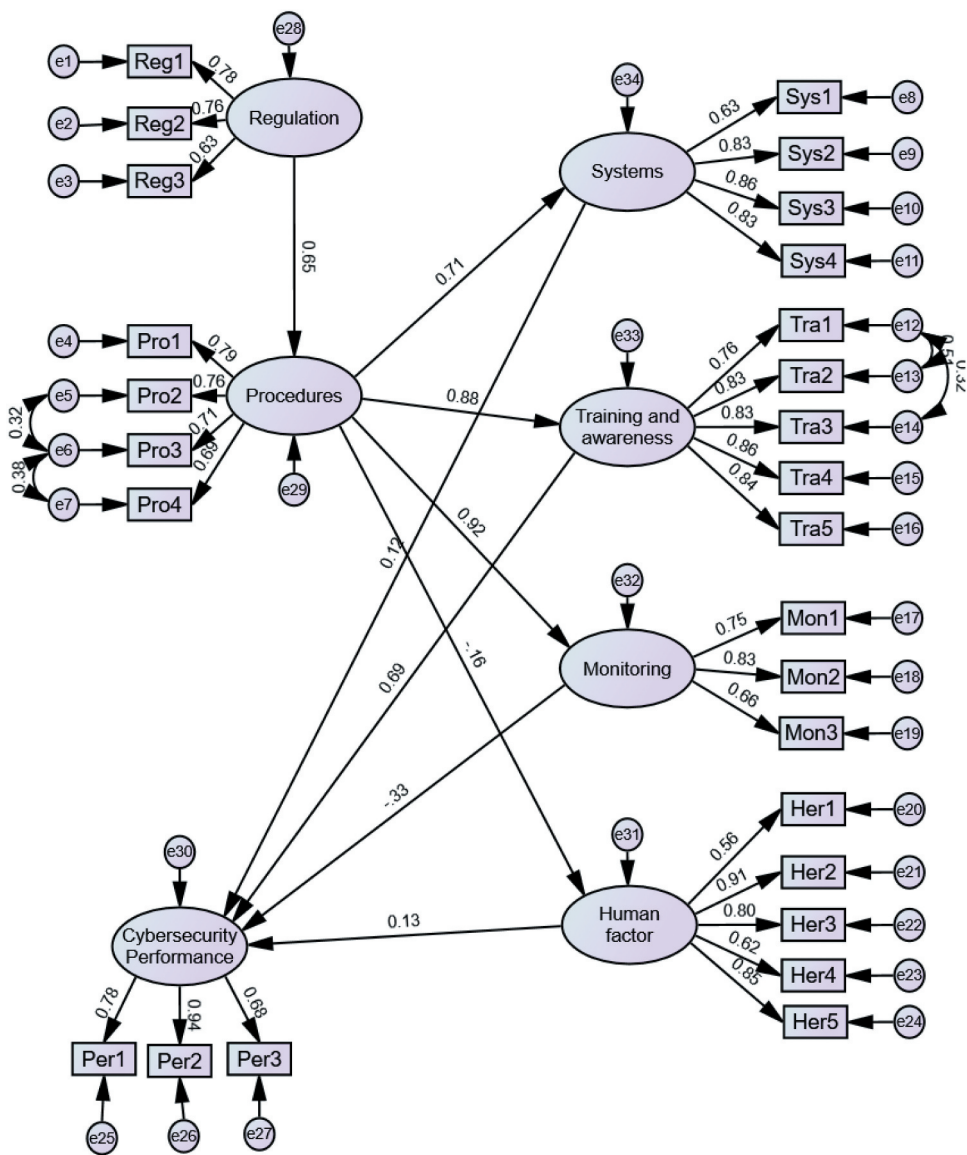 e28
e1
Reg1
0.78
e2
Reg2
0.76
Regulation
e3
Reg3
0.63
0.65
e34
Systems
0.63
Sys1
e8
0.83
Sys2
e9
0.86
Sys3
e10
0.83
Sys4
e11
0.71
e4
Pro1
0.79
e5
Pro2
0.76
Procedures
0.32
e6
Pro3
0.71
0.38
e7
Pro4
0.69
e29
0.88
e33
Training and
awareness
0.76
Tra1
e12
0.51
0.32
0.83
Tra2
e13
0.83
Tra3
e14
0.86
Tra4
e15
0.84
Tra5
e16
0.92
0.12
e32
Monitoring
0.75
Mon1
e17
0.83
Mon2
e18
0.66
Mon3
e19
-.16
0.69
-.33
e31
Human
factor
0.56
Her1
e20
0.91
Her2
e21
0.80
Her3
e22
0.62
Her4
e23
0.85
Her5
e24
0.13
e30
Cybersecurity
Performance
0.78
0.94
0.68
Per1
Per2
Per3
e25
e26
e27